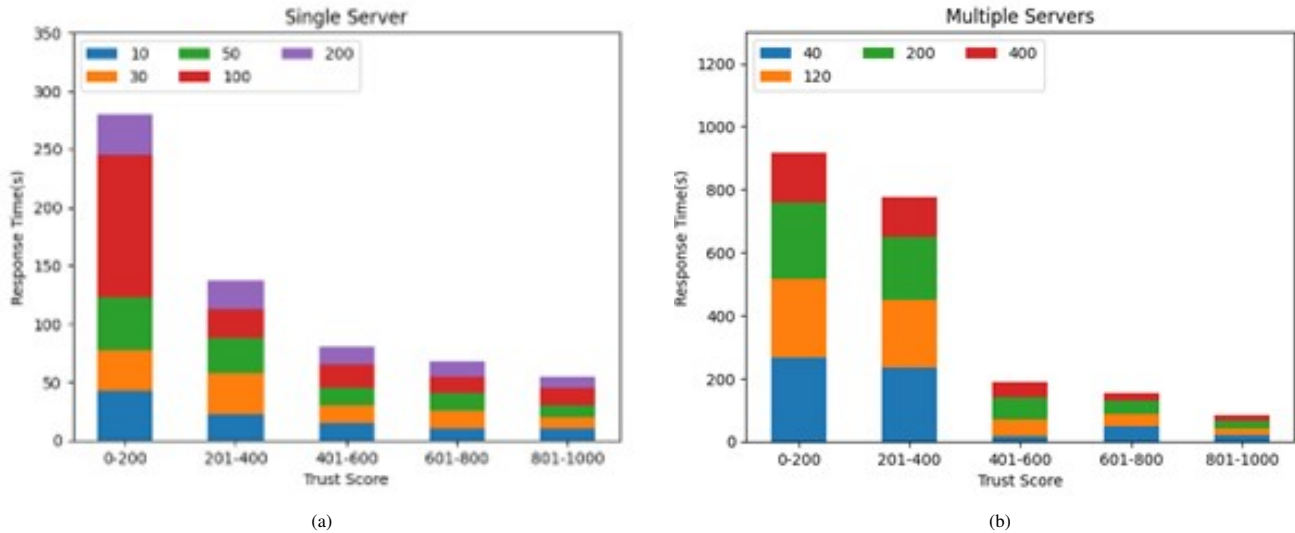 Single Server
350
300
250
200
150
100
50
0
Response Time(s)
10 50 200
30 100
0-200 201-400 401-600 601-800 801-1000
Trust Score
(a)
Multiple Servers
1200
1000
800
600
400
200
0
Response Time(s)
40 200 400
120
0-200 201-400 401-600 601-800 801-1000
Trust Score
(b)